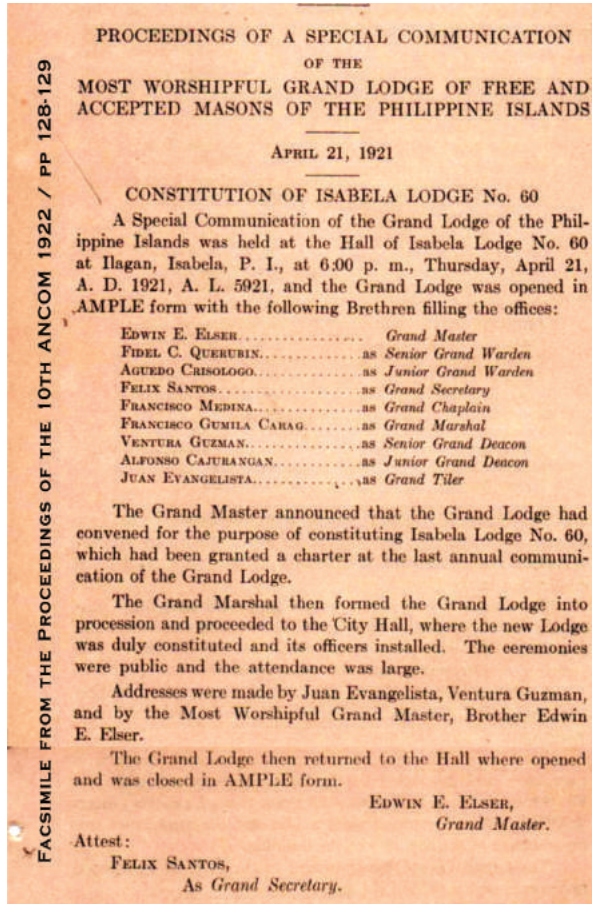 PROCEEDINGS OF A SPECIAL COMMUNICATION
OF THE
MOST WORSHIPFUL GRAND LODGE OF FREE AND
ACCEPTED MASONS OF THE PHILIPPINE ISLANDS
APRIL 21, 1921
CONSTITUTION OF ISABELA LODGE No. 60
A Special Communication of the Grand Lodge of the Phil-
ippine Islands was held at the Hall of Isabela Lodge No. 60
at Ilagan, Isabela, P. I., at 6:00 p. m., Thursday, April 21,
A. D. 1921, A. L. 5921, and the Grand Lodge was opened in
AMPLE form with the following Brethren filling the offices:
EDWIN E. ELSER................ Grand Master
FIDEL C. QUERUBIN............as Senior Grand Warden
AGUEDO CRISOLOGO............as Junior Grand Warden
FELIX SANTOS.................as Grand Secretary
FRANCISCO MEDINA............as Grand Chaplain
FRANCISCO GUMILA CARAG.......as Grand Marshal
VENTURA GUZMAN..............as Senior Grand Deacon
ALFONSO CAJURANGAN..........as Junior Grand Deacon
JUAN EVANGELISTA.............as Grand Tiler
The Grand Master announced that the Grand Lodge had
convened for the purpose of constituting Isabela Lodge No. 60,
which had been granted a charter at the last annual communi-
cation of the Grand Lodge.
The Grand Marshal then formed the Grand Lodge into
procession and proceeded to the City Hall, where the new Lodge
was duly constituted and its officers installed. The ceremonies
were public and the attendance was large.
Addresses were made by Juan Evangelista, Ventura Guzman,
and by the Most Worshipful Grand Master, Brother Edwin
E. Elser.
The Grand Lodge then returned to the Hall where opened
and was closed in AMPLE form.
EDWIN E. ELSER,
Grand Master.
Attest:
FELIX SANTOS,
As Grand Secretary.
FACSIMILE FROM THE PROCEEDINGS OF THE 10TH ANCOM 1922 / PP 128-129